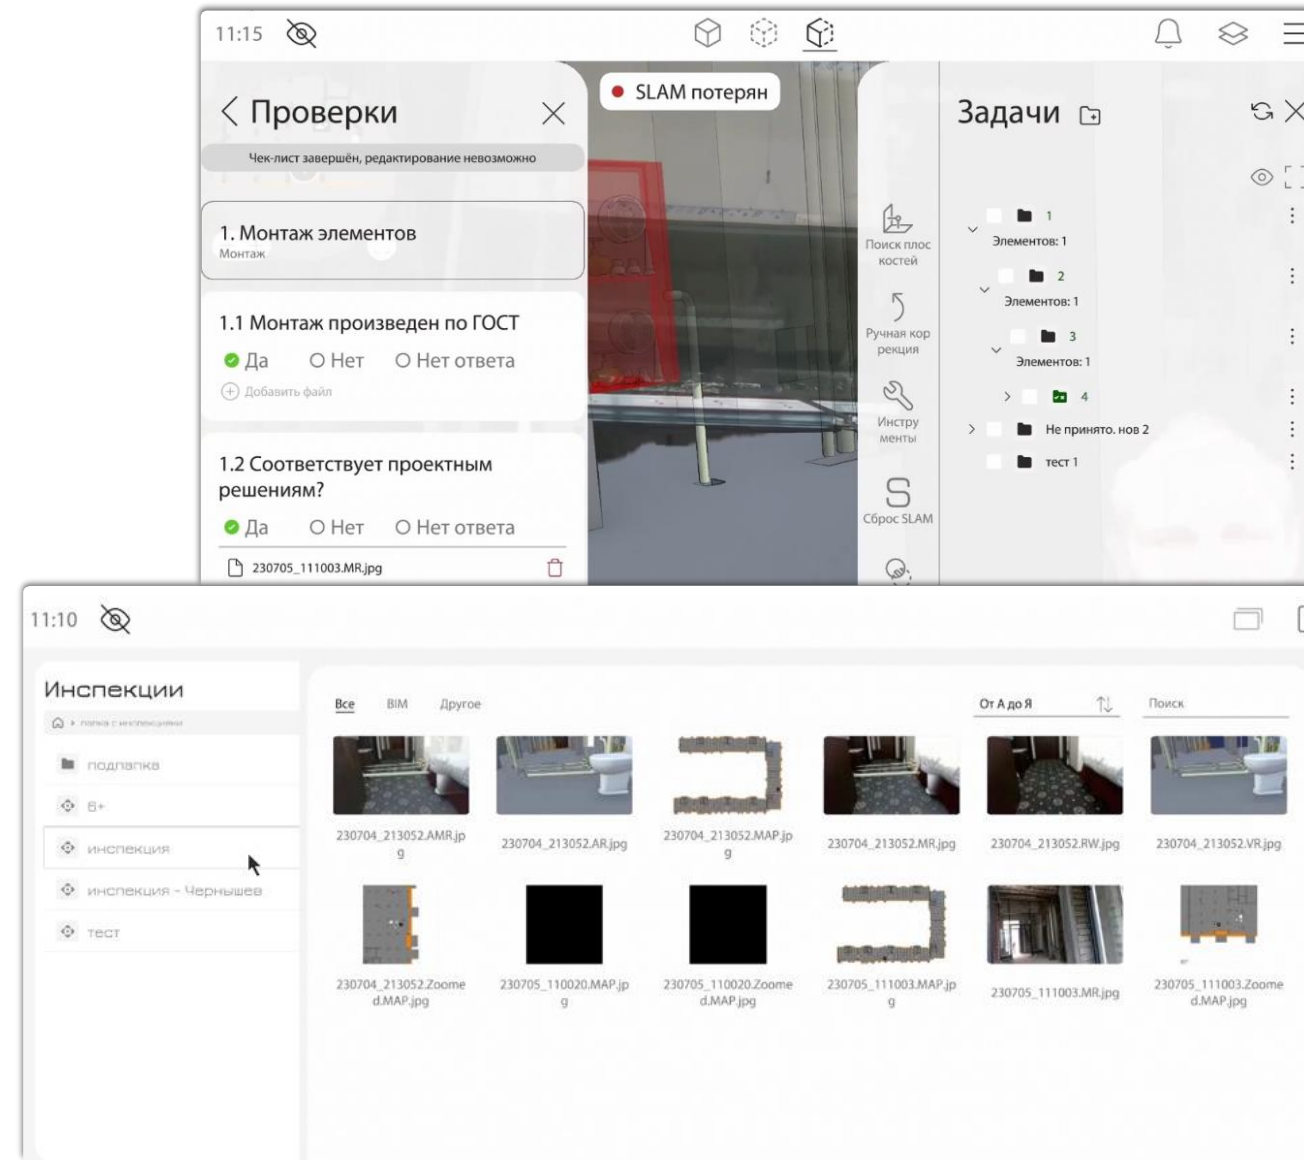 11:15
SLAM потерян
Проверки
Чек-лист завершён, редактирование невозможно
1. Монтаж элементов
Монтаж
1.1 Монтаж произведен по ГОСТ
Да Нет Нет ответа
Добавить файл
1.2 Соответствует проектным
решениям?
Да Нет Нет ответа
230705_111003.MR.jpg
Поиск плос
костей
Ручная кор
рекция
Инстру
менты
Сброс SLAM
Задачи
1
Элементов: 1
2
Элементов: 1
3
Элементов: 1
4
Не принято. нов 2
тест 1
11:10
Инспекции
папка с инспекциями
подпапка
6+
инспекция
инспекция - Чернышев
тест
Все BIM Другое
От А до Я
Поиск
230704_213052.AMR.jp
g
230704_213052.AR.jpg
230704_213052.MAP.jp
g
230704_213052.MR.jpg
230704_213052.RW.jpg
230704_213052.VR.jpg
230704_213052.Zoome
d.MAP.jpg
230705_110020.MAP.jp
g
230705_110020.Zoome
d.MAP.jpg
230705_111003.MAP.jp
g
230705_111003.MR.jpg
230705_111003.Zoome
d.MAP.jpg